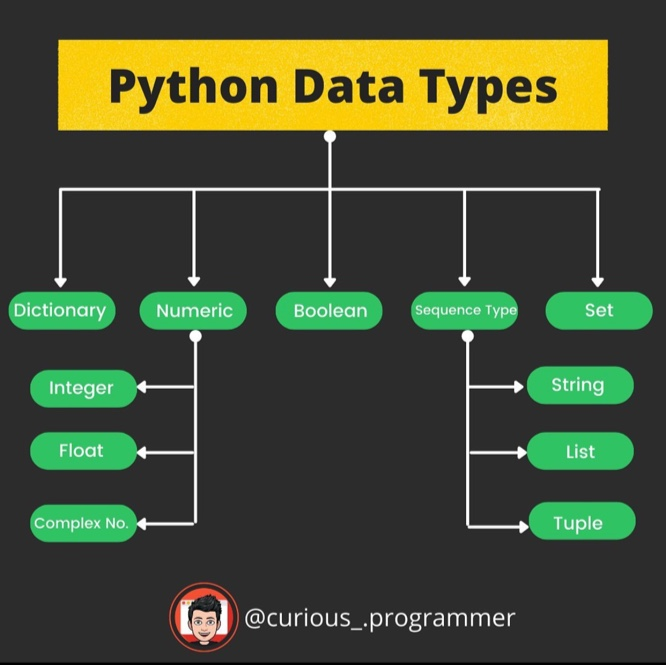 Python Data Types
Dictionary
Numeric
Boolean
Sequence Type
Set
Integer
Float
Complex No.
String
List
Tuple
@curious_.programmer